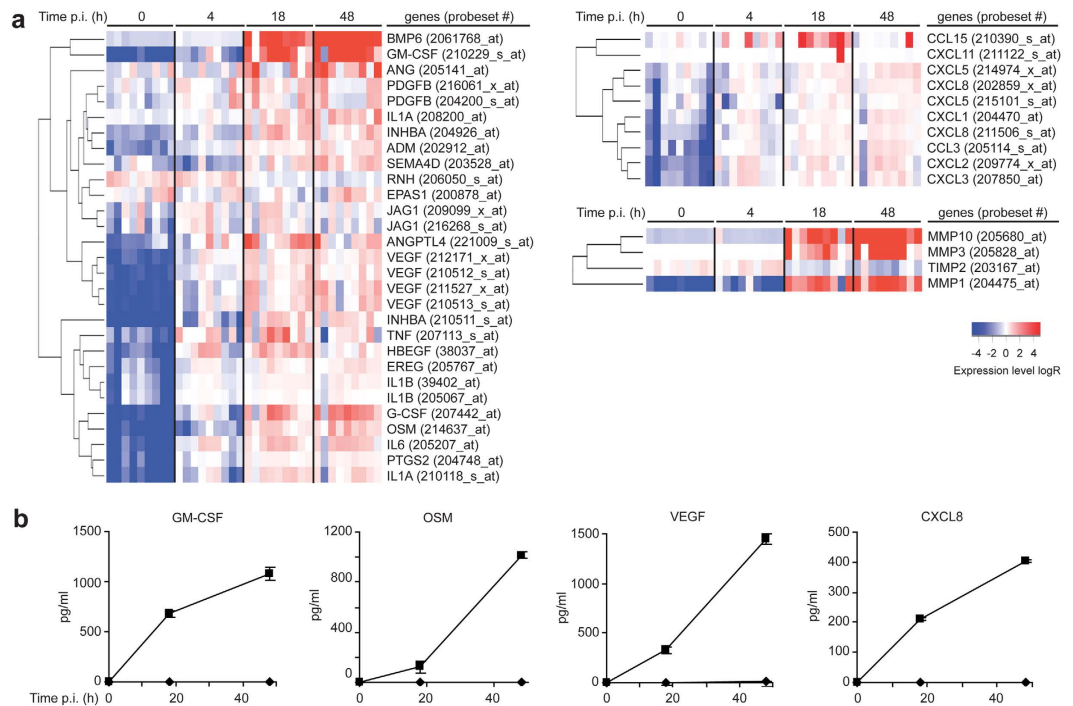 a
Time p.i. (h) 0 4 18 48 genes (probeset #)
BMP6 (2061768_at)
GM-CSF (210229_s_at)
ANG (205141_at)
PDGFB (216061_x_at)
PDGFB (204200_s_at)
IL1A (208200_at)
INHBA (204926_at)
ADM (202912_at)
SEMA4D (203528_at)
RNH (206050_s_at)
EPAS1 (200878_at)
JAG1 (209099_x_at)
JAG1 (216268_s_at)
ANGPTL4 (221009_s_at)
VEGF (212171_x_at)
VEGF (210512_s_at)
VEGF (211527_x_at)
VEGF (210513_s_at)
INHBA (210511_s_at)
TNF (207113_s_at)
HBEGF (38037_at)
EREG (205767_at)
IL1B (39402_at)
IL1B (205067_at)
G-CSF (207442_at)
OSM (214637_at)
IL6 (205207_at)
PTGS2 (204748_at)
IL1A (210118_s_at)
Time p.i. (h) 0 4 18 48 genes (probeset #)
CCL15 (210390_s_at)
CXCL11 (211122_s_at)
CXCL5 (214974_x_at)
CXCL8 (202859_x_at)
CXCL5 (215101_s_at)
CXCL1 (204470_at)
CXCL8 (211506_s_at)
CCL3 (205114_s_at)
CXCL2 (209774_x_at)
CXCL3 (207850_at)
Time p.i. (h) 0 4 18 48 genes (probeset #)
MMP10 (205680_at)
MMP3 (205828_at)
TIMP2 (203167_at)
MMP1 (204475_at)
-4 -2 0 2 4
Expression level logR
b
GM-CSF
pg/ml
1500
1000
500
0
Time p.i. (h) 0 20 40
OSM
pg/ml
1200
1000
800
600
400
200
0
0 20 40
VEGF
pg/ml
1500
1000
500
0
0 20 40
CXCL8
pg/ml
500
400
300
200
100
0
0 20 40